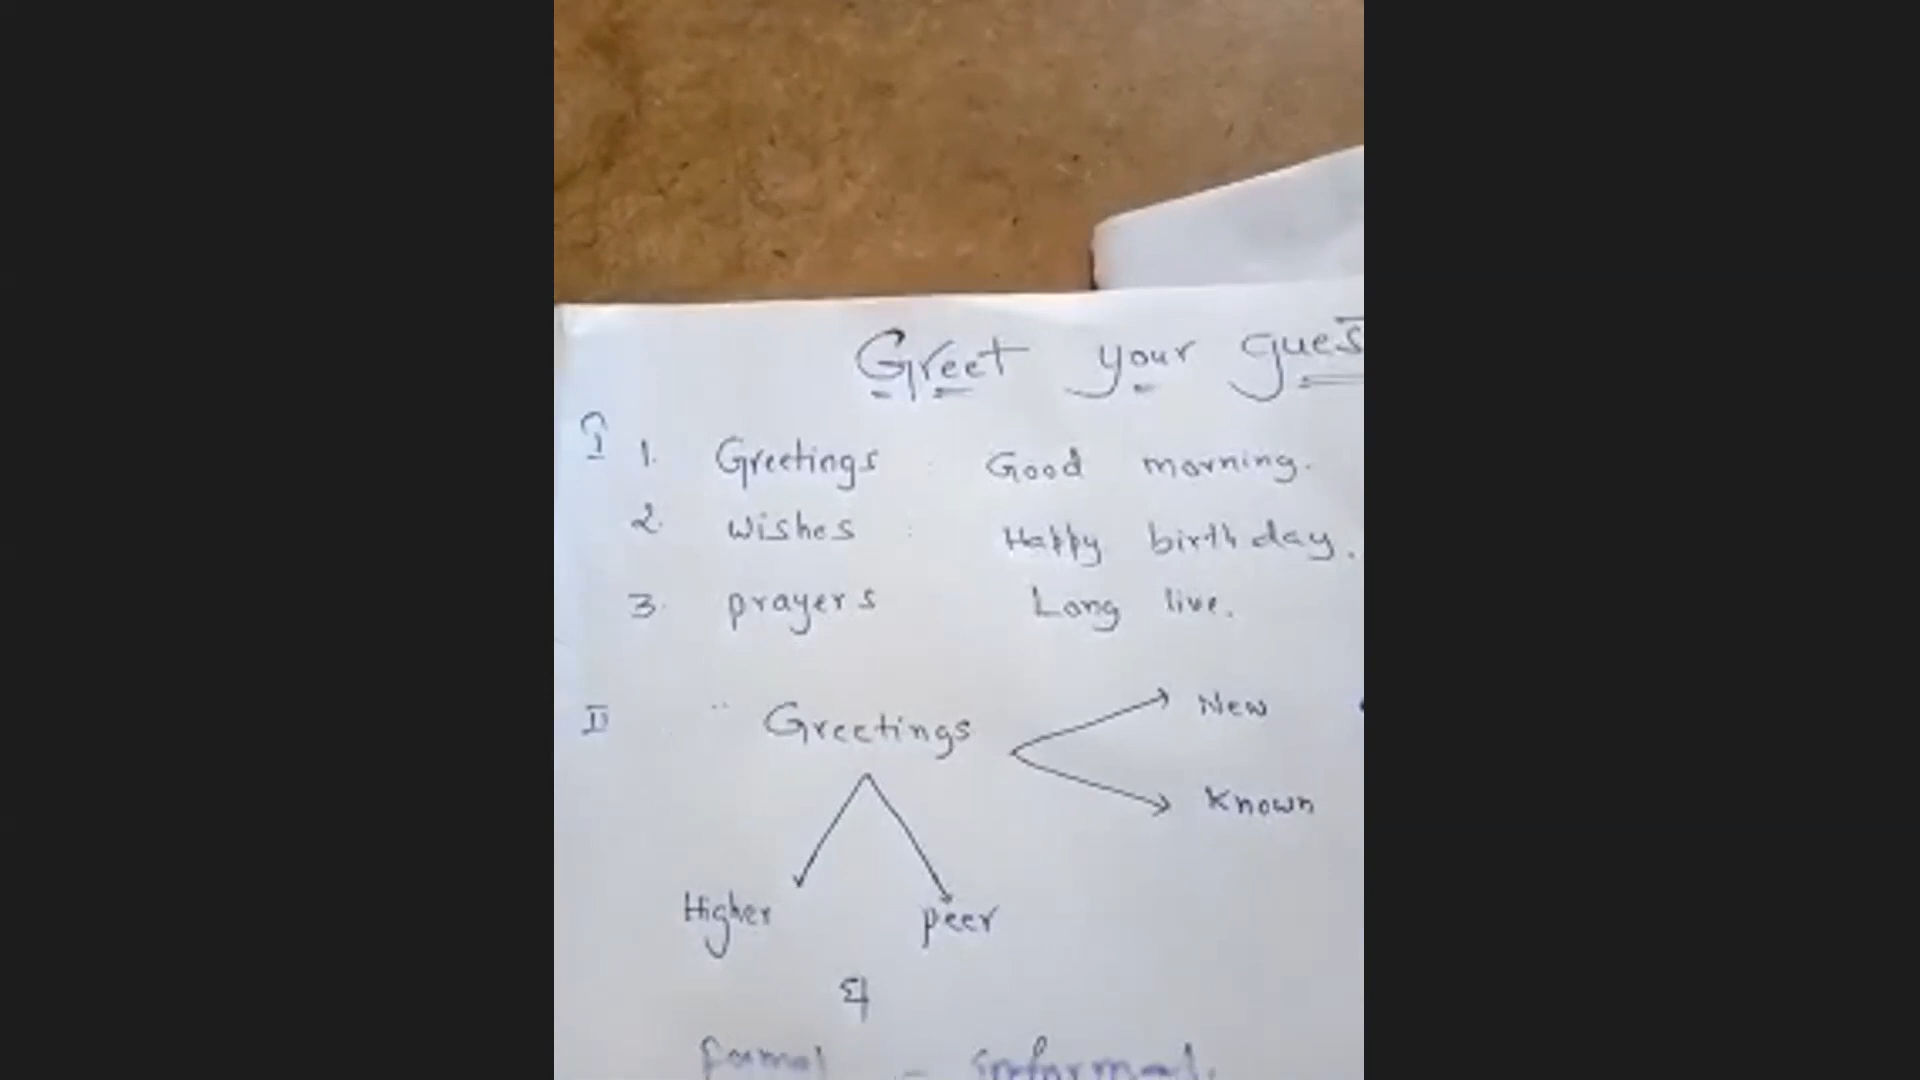 Greet your gues
I 1. Greetings : Good morning.
2. Wishes : Happy birthday.
3. prayers Long live.
II Greetings New
Known
Higher peer
formal - informal.